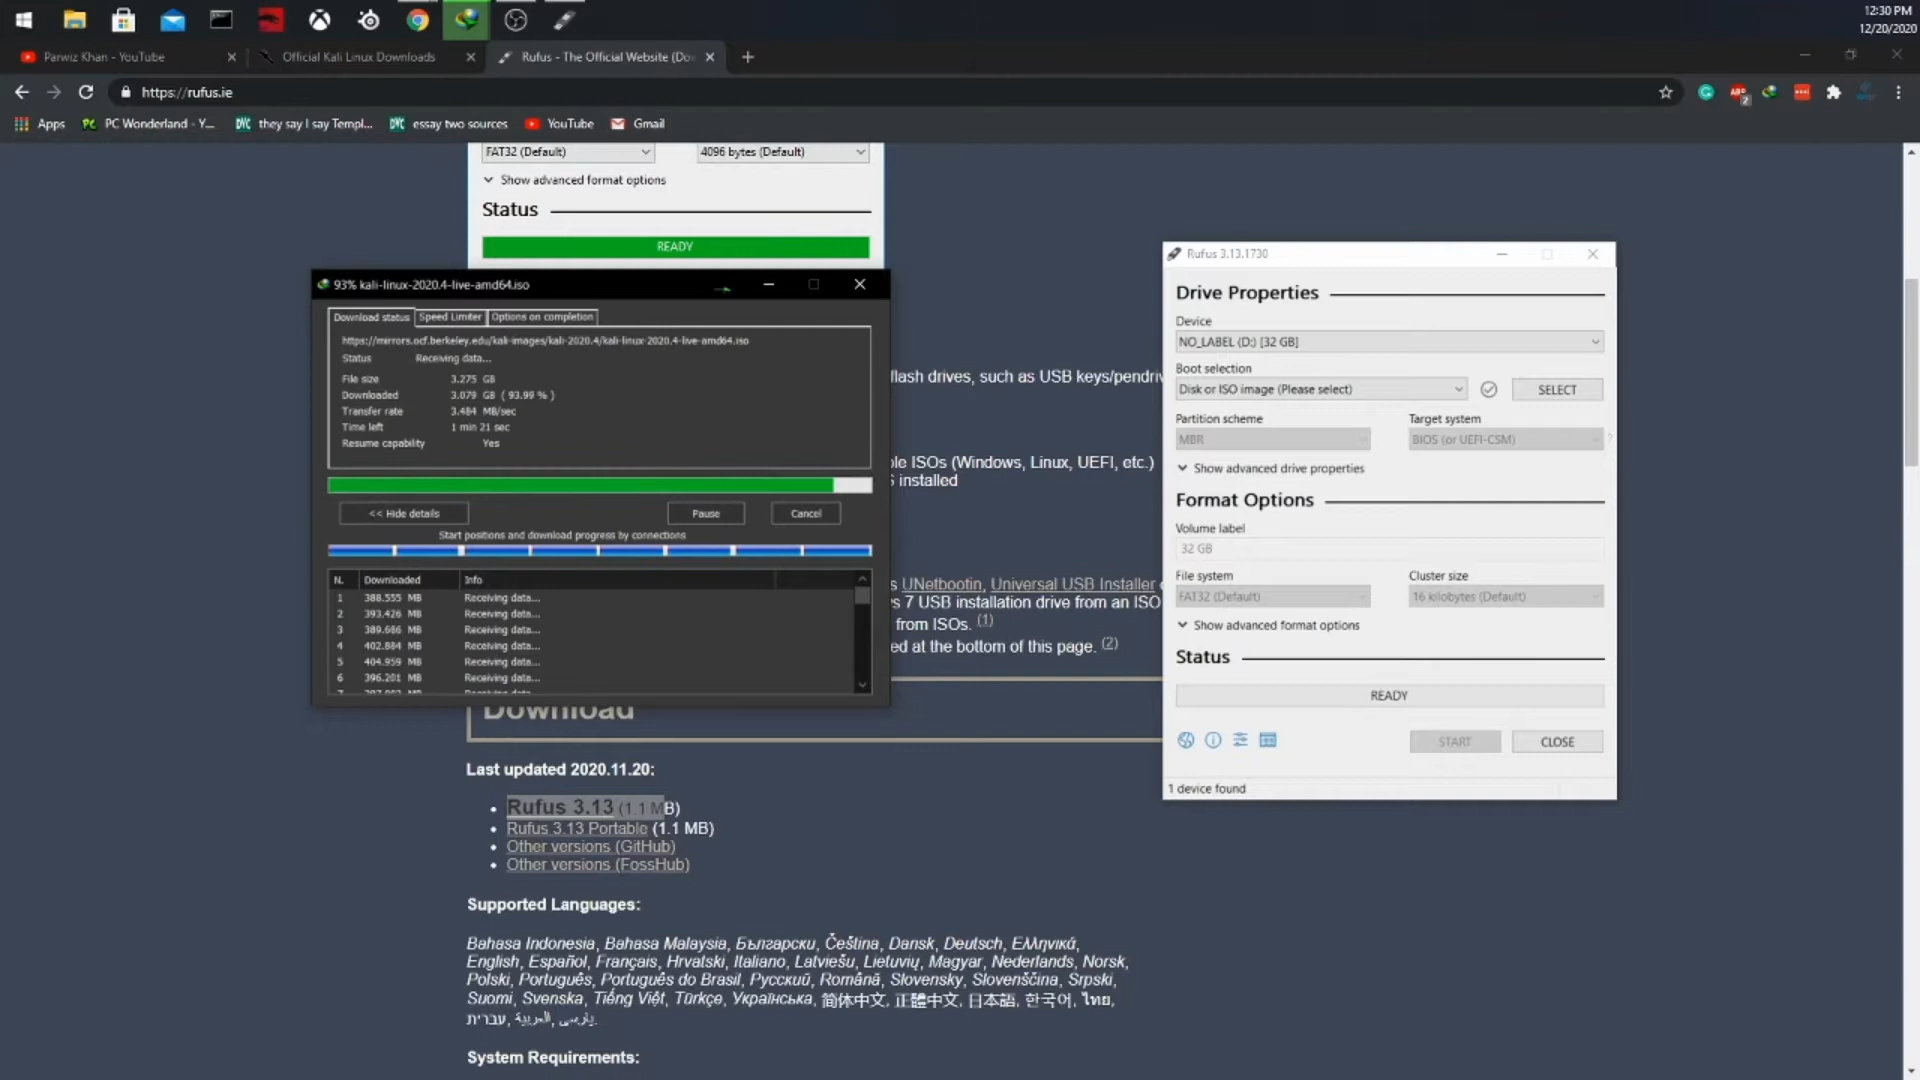 12:30 PM
12/20/2020
Parwiz Khan - YouTube
Official Kali Linux Downloads
Rufus - The Official Website (Do
https://rufus.ie
ABP
2
Apps
PC Wonderland - Y...
they say I say Templ...
essay two sources
YouTube
Gmail
FAT32 (Default)
4096 bytes (Default)
Show advanced format options
Status
READY
93% kali-linux-2020.4-live-amd64.iso
Download status
Speed Limiter
Options on completion
https://mirrors.ocf.berkeley.edu/kali-images/kali-2020.4/kali-linux-2020.4-live-amd64.iso
Status Receiving data...
File size 3.275 GB
Downloaded 3.079 GB ( 93.99 % )
Transfer rate 3.484 MB/sec
Time left 1 min 21 sec
Resume capability Yes
<< Hide details
Pause
Cancel
Start positions and download progress by connections
N. Downloaded Info
1 388.555 MB Receiving data...
2 393.426 MB Receiving data...
3 389.686 MB Receiving data...
4 402.884 MB Receiving data...
5 404.959 MB Receiving data...
6 396.201 MB Receiving data...
flash drives, such as USB keys/pendriv
ble ISOs (Windows, Linux, UEFI, etc.)
S installed
s UNetbootin, Universal USB Installer
s 7 USB installation drive from an ISO
from ISOs. (1)
ed at the bottom of this page. (2)
Download
Last updated 2020.11.20:
• Rufus 3.13 (1.1 MB)
• Rufus 3.13 Portable (1.1 MB)
• Other versions (GitHub)
• Other versions (FossHub)
Supported Languages:
Bahasa Indonesia, Bahasa Malaysia, Български, Čeština, Dansk, Deutsch, Ελληνικά,
English, Español, Français, Hrvatski, Italiano, Latviešu, Lietuvių, Magyar, Nederlands, Norsk,
Polski, Português, Português do Brasil, Русский, Română, Slovensky, Slovenščina, Srpski,
Suomi, Svenska, Tiếng Việt, Türkçe, Українська, 简体中文, 正體中文, 日本語, 한국어, ไทย,
עברית, العربية, پارسی.
System Requirements:
Rufus 3.13.1730
Drive Properties
Device
NO_LABEL (D:) [32 GB]
Boot selection
Disk or ISO image (Please select)
SELECT
Partition scheme
Target system
MBR
BIOS (or UEFI-CSM)
?
Show advanced drive properties
Format Options
Volume label
32 GB
File system
Cluster size
FAT32 (Default)
16 kilobytes (Default)
Show advanced format options
Status
READY
START
CLOSE
1 device found